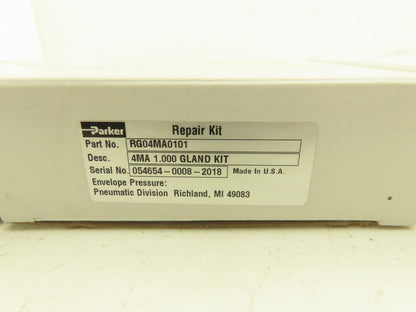 Parker Repair Kit
Part No. RG04MA0101
Desc. 4MA 1.000 GLAND KIT
Serial No. 054654-0008-2018 Made In U.S.A.
Envelope Pressure:
Pneumatic Division Richland, MI 49083